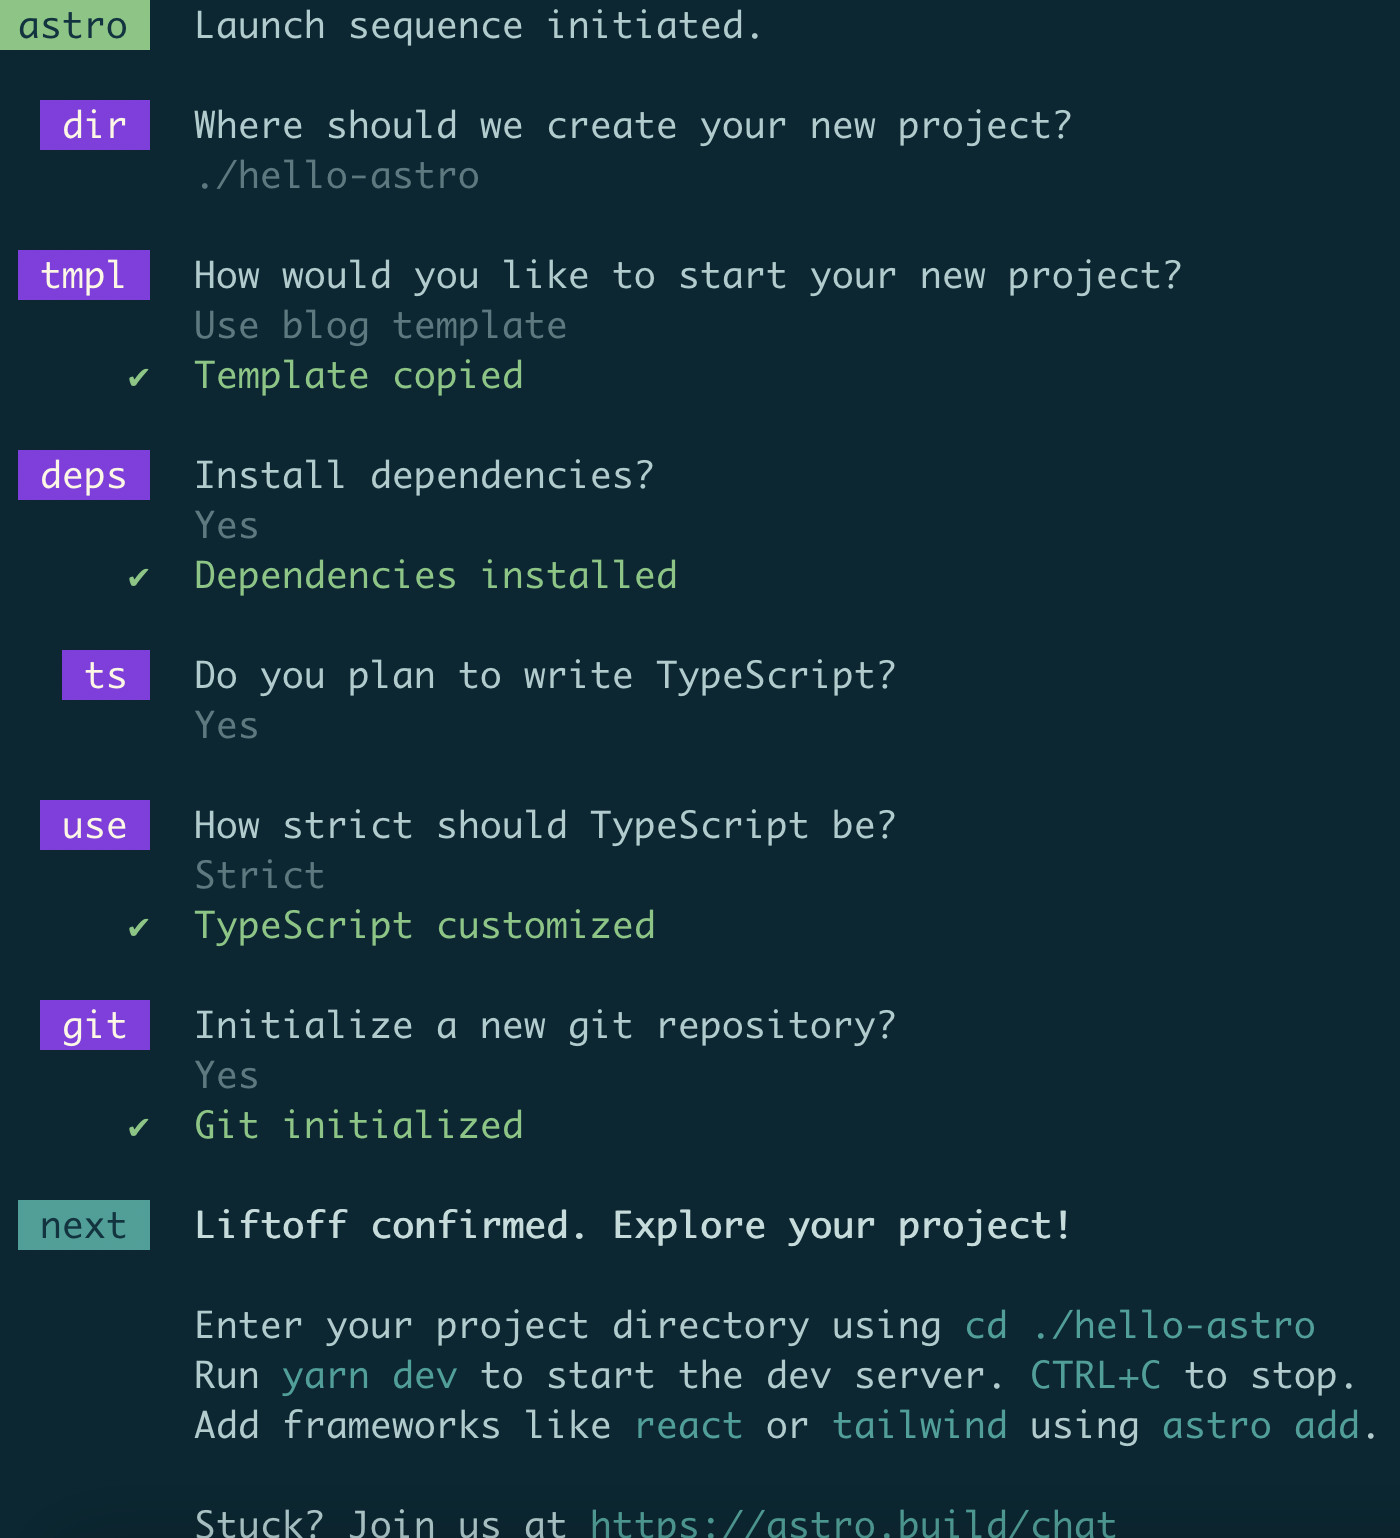 astro Launch sequence initiated.
dir Where should we create your new project?
./hello-astro
tmpl How would you like to start your new project?
Use blog template
✔ Template copied
deps Install dependencies?
Yes
✔ Dependencies installed
ts Do you plan to write TypeScript?
Yes
use How strict should TypeScript be?
Strict
✔ TypeScript customized
git Initialize a new git repository?
Yes
✔ Git initialized
next Liftoff confirmed. Explore your project!
Enter your project directory using cd ./hello-astro
Run yarn dev to start the dev server. CTRL+C to stop.
Add frameworks like react or tailwind using astro add.
Stuck? Join us at https://astro.build/chat